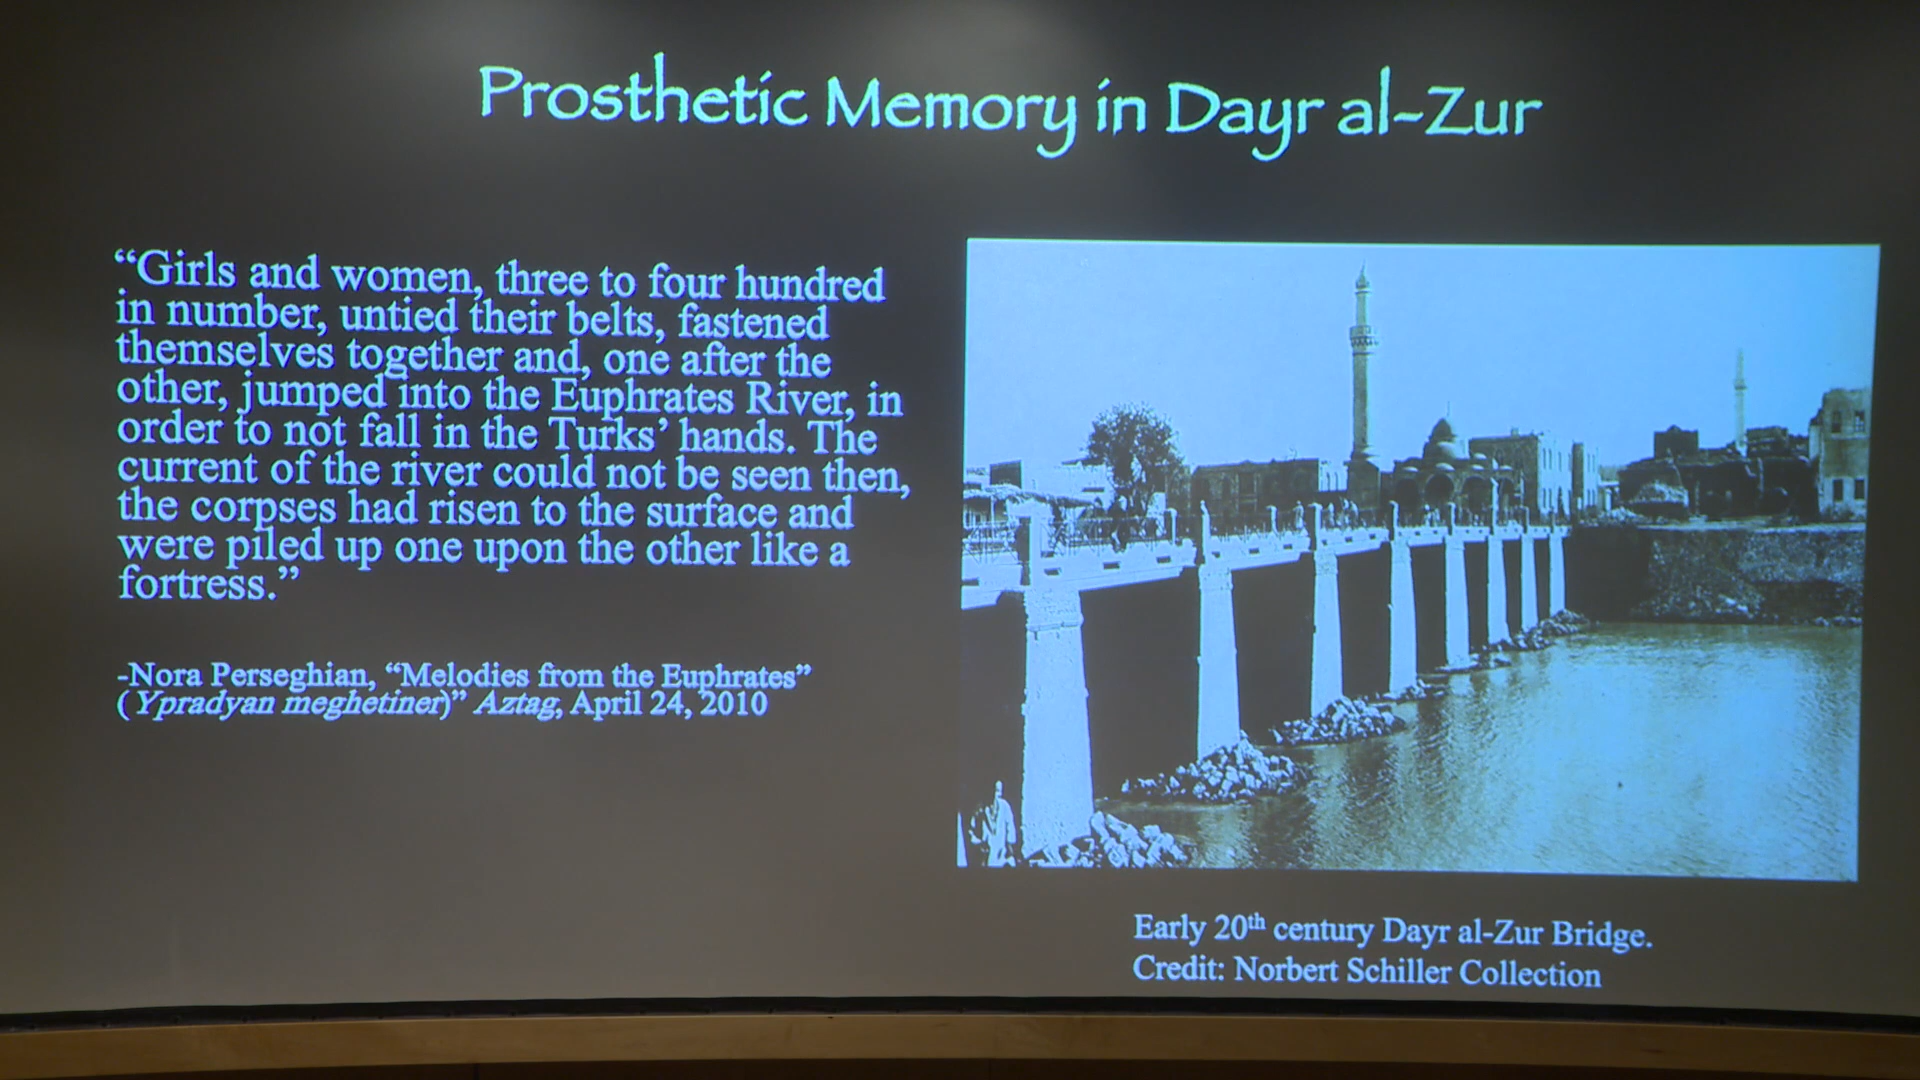 Prosthetic Memory in Dayr al-Zur
“Girls and women, three to four hundred
in number, untied their belts, fastened
themselves together and, one after the
other, jumped into the Euphrates River, in
order to not fall in the Turks’ hands. The
current of the river could not be seen then,
the corpses had risen to the surface and
were piled up one upon the other like a
fortress.”
-Nora Perseghian, “Melodies from the Euphrates”
(Ypradyan meghetiner)” Aztag, April 24, 2010
Early 20th century Dayr al-Zur Bridge.
Credit: Norbert Schiller Collection